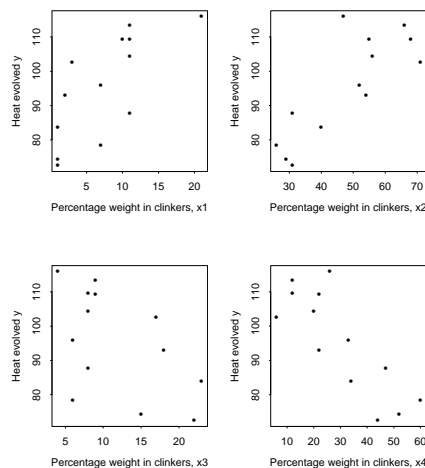 Heat evolved y
80 90 100 110
5 10 15 20
Percentage weight in clinkers, x1
Heat evolved y
80 90 100 110
30 40 50 60 70
Percentage weight in clinkers, x2
Heat evolved y
80 90 100 110
5 10 15 20
Percentage weight in clinkers, x3
Heat evolved y
80 90 100 110
10 20 30 40 50 60
Percentage weight in clinkers, x4